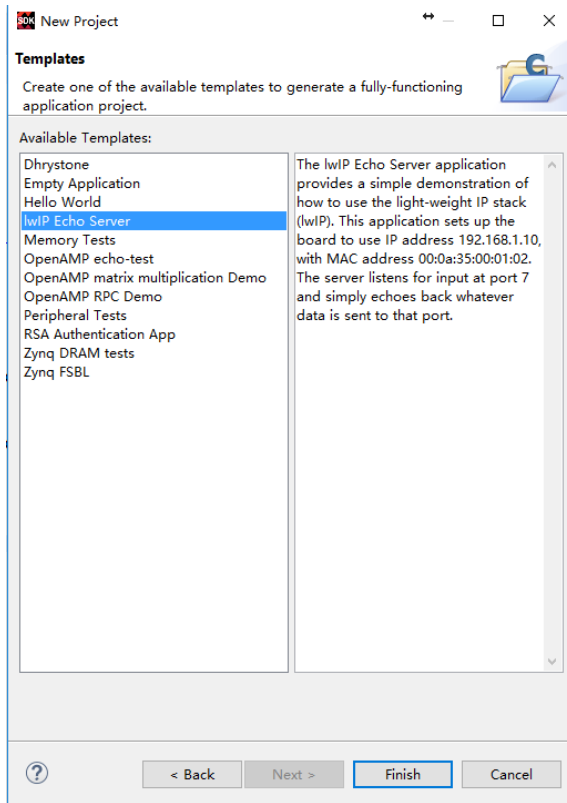 SDK New Project
Templates
Create one of the available templates to generate a fully-functioning
application project.
Available Templates:
Dhrystone
Empty Application
Hello World
lwIP Echo Server
Memory Tests
OpenAMP echo-test
OpenAMP matrix multiplication Demo
OpenAMP RPC Demo
Peripheral Tests
RSA Authentication App
Zynq DRAM tests
Zynq FSBL
The lwIP Echo Server application
provides a simple demonstration of
how to use the light-weight IP stack
(lwIP). This application sets up the
board to use IP address 192.168.1.10,
with MAC address 00:0a:35:00:01:02.
The server listens for input at port 7
and simply echoes back whatever
data is sent to that port.
? < Back Next > Finish Cancel